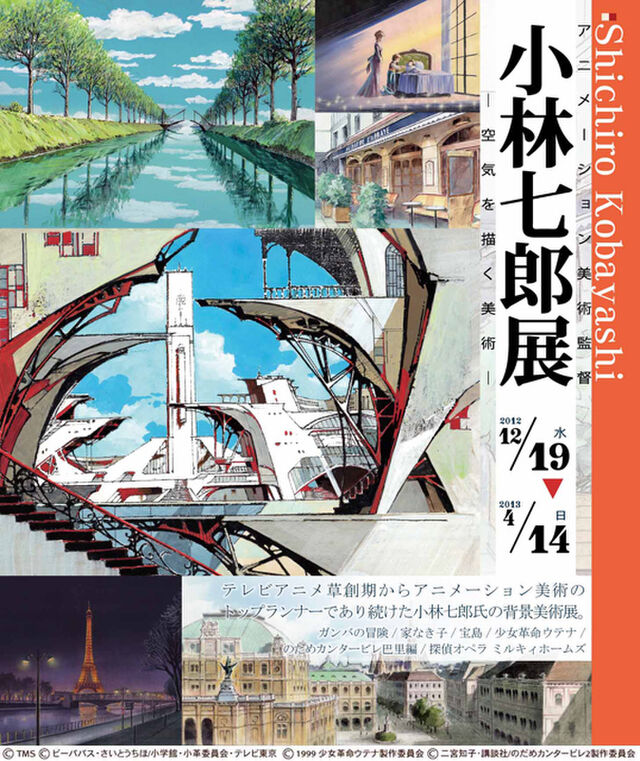 Shichiro Kobayashi
アニメーション美術監督
小林七郎展
―空気を描く美術―
2012
12/19
水
2013
4/14
日
テレビアニメ草創期からアニメーション美術の
トップランナーであり続けた小林七郎氏の背景美術展。
ガンバの冒険/家なき子/宝島/少女革命ウテナ/
のだめカンタービレ巴里編/探偵オペラ ミルキィホームズ
©TMS ©ビーパパス・さいとうちほ/小学館・小革委員会・テレビ東京 ©1999 少女革命ウテナ製作委員会 ©二宮知子・講談社/のだめカンタービレ2製作委員会